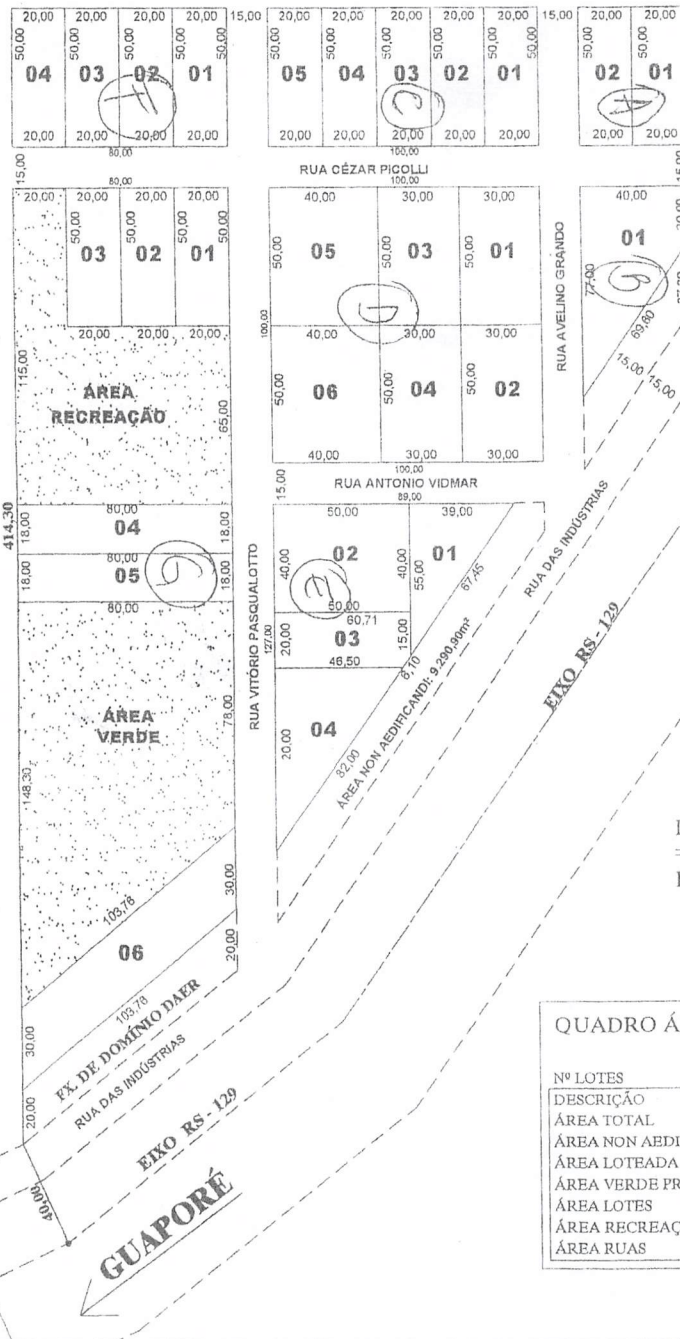 20,00 20,00 20,00 20,00 15,00 20,00 20,00 20,00 20,00 20,00 15,00 20,00 20,00
50,00 50,00 50,00 50,00 50,00 50,00 50,00 50,00 50,00 50,00 50,00 50,00
04 03 02 01 05 04 03 02 01 02 01
F C A
20,00 20,00 20,00 20,00 20,00 20,00 20,00 20,00 20,00 20,00 20,00
80,00 100,00
RUA CÉZAR PICOLLI
15,00 80,00 100,00 15,00
20,00 20,00 20,00 20,00 40,00 30,00 30,00 40,00
50,00 50,00 50,00 50,00 50,00 50,00 50,00
03 02 01 05 03 01 01
D
RUA AVELINO GRANDO
77,00
69,60
20,00 20,00 20,00 100,00 40,00 30,00 30,00
15,00 15,00
115,00
ÁREA
RECREAÇÃO
65,00
50,00 50,00 50,00
06 04 02
40,00 30,00 30,00
100,00
15,00 RUA ANTONIO VIDMAR
89,00
414,30
80,00 50,00 39,00
18,00 04 18,00
80,00
18,00 05 18,00
80,00
RUA VITÓRIO PASQUALOTTO
127,00
40,00 02 40,00 01
55,00 67,45
50,00
60,71
20,00 03 15,00
46,50
6,10
20,00 04
82,00
ÁREA NON AEDIFICANDI: 9.290,90m²
RUA DAS INDÚSTRIAS
EIXO RS - 129
ÁREA
VERDE
78,00
148,30
103,78 30,00
06
20,00
103,78
30,00
FX. DE DOMÍNIO DAER
RUA DAS INDÚSTRIAS
20,00
EIXO RS - 129
40,00
GUAPORÉ
QUADRO Á
Nº LOTES
DESCRIÇÃO
ÁREA TOTAL
ÁREA NON AEDI
ÁREA LOTEADA
ÁREA VERDE PR
ÁREA LOTES
ÁREA RECREAÇ
ÁREA RUAS